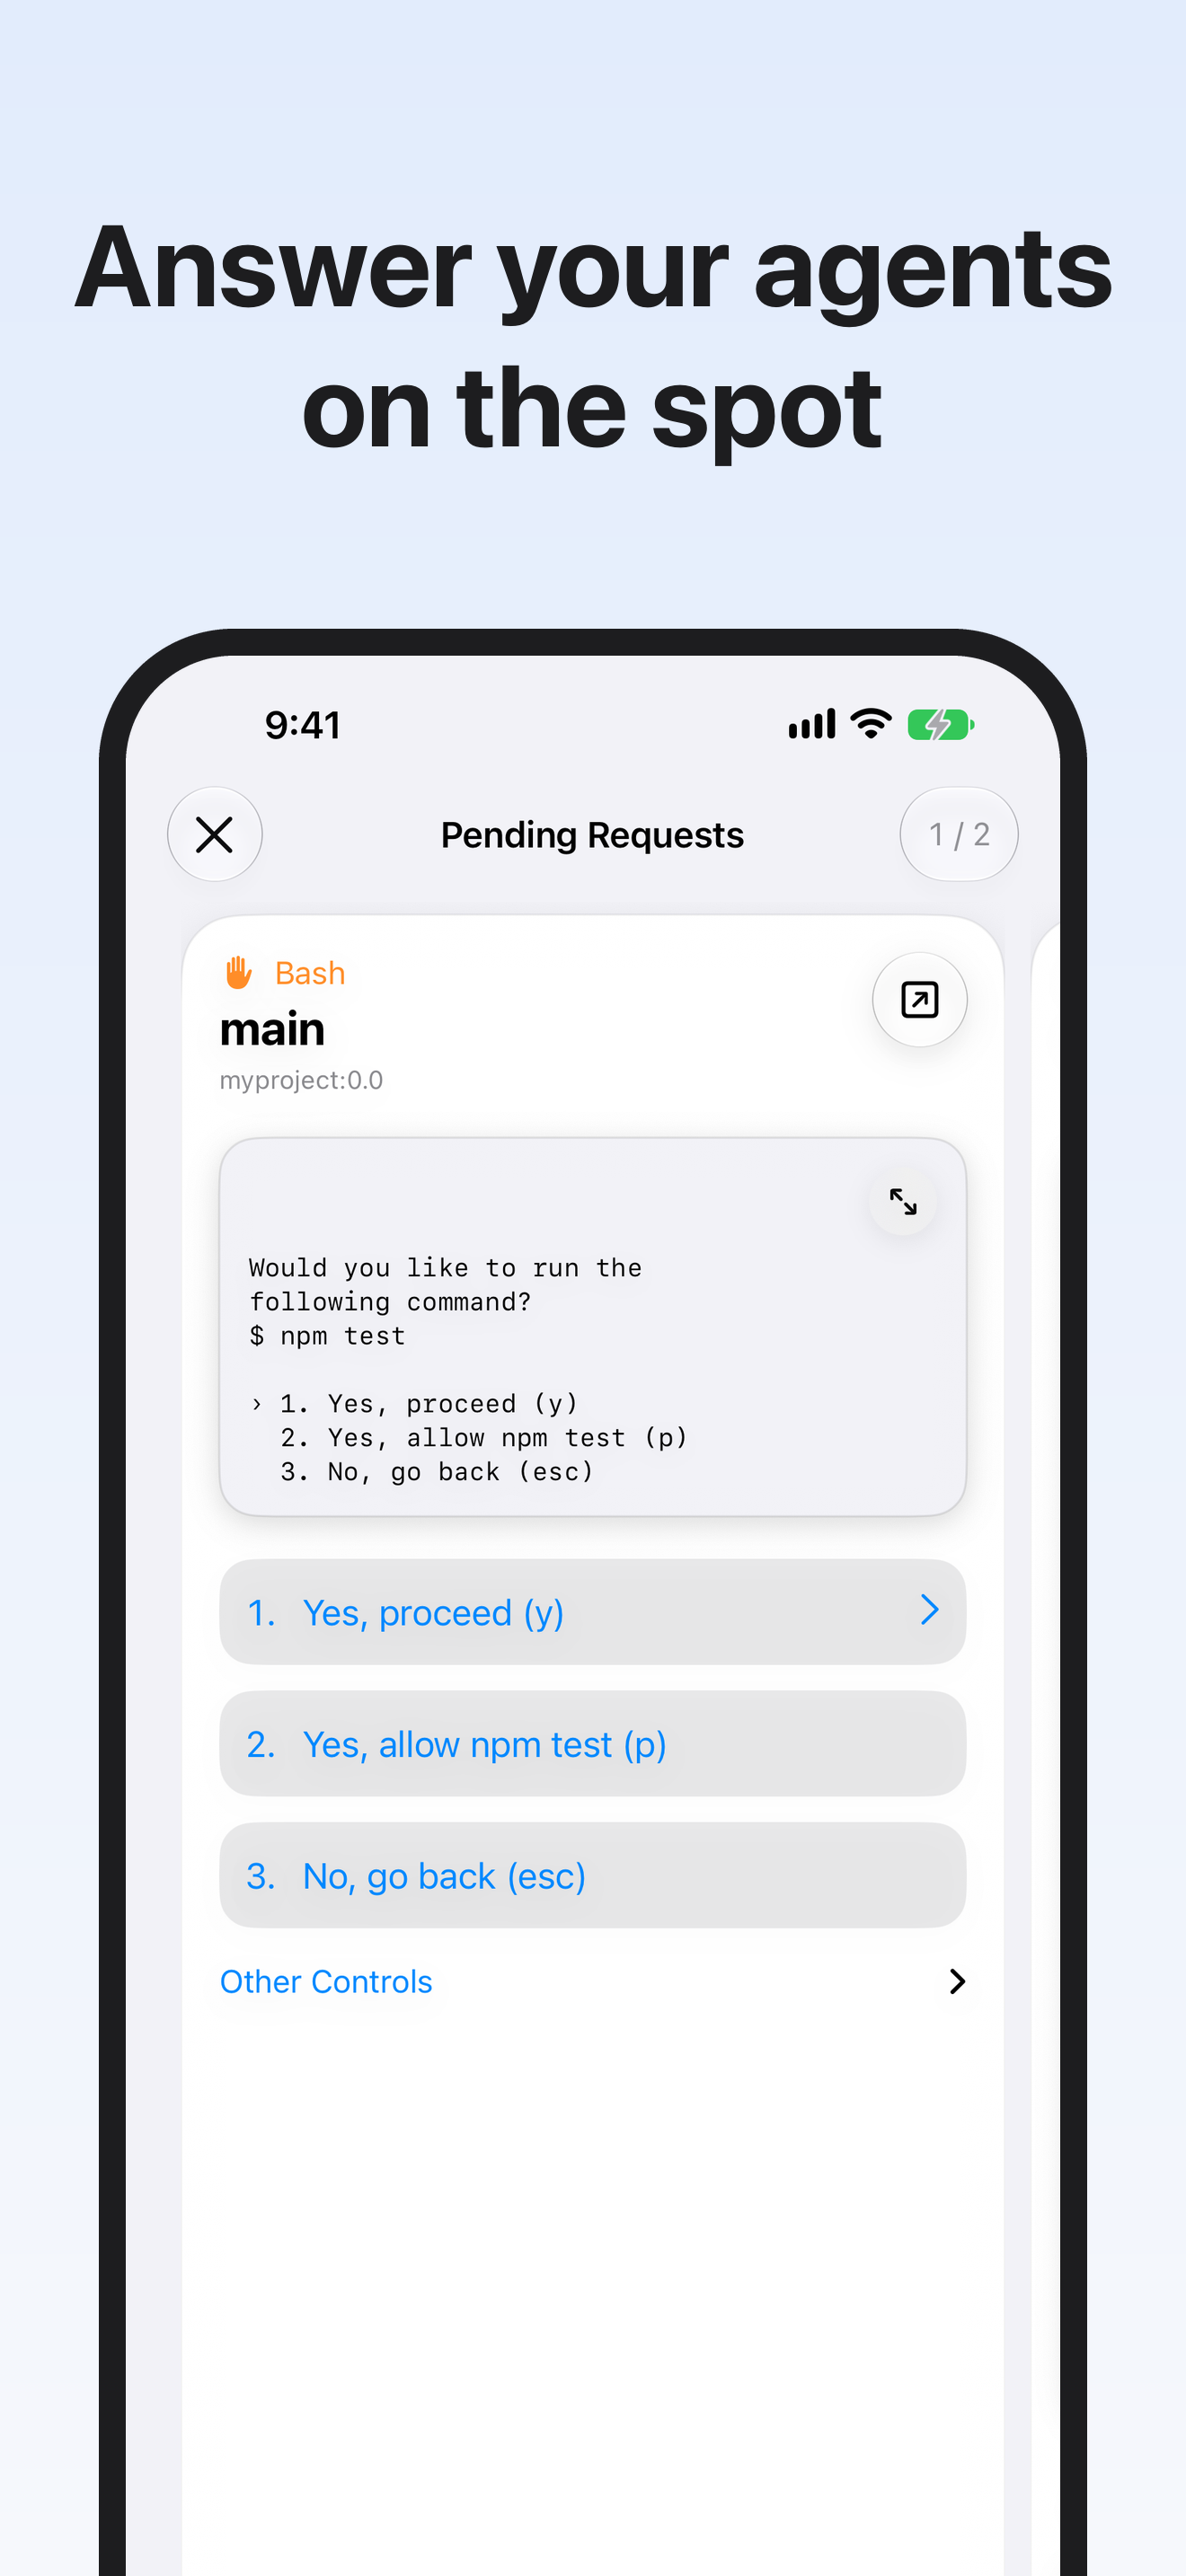 Answer your agents
on the spot
9:41
Pending Requests
1 / 2
Bash
main
myproject:0.0
Would you like to run the
following command?
$ npm test
› 1. Yes, proceed (y)
2. Yes, allow npm test (p)
3. No, go back (esc)
1. Yes, proceed (y)
2. Yes, allow npm test (p)
3. No, go back (esc)
Other Controls